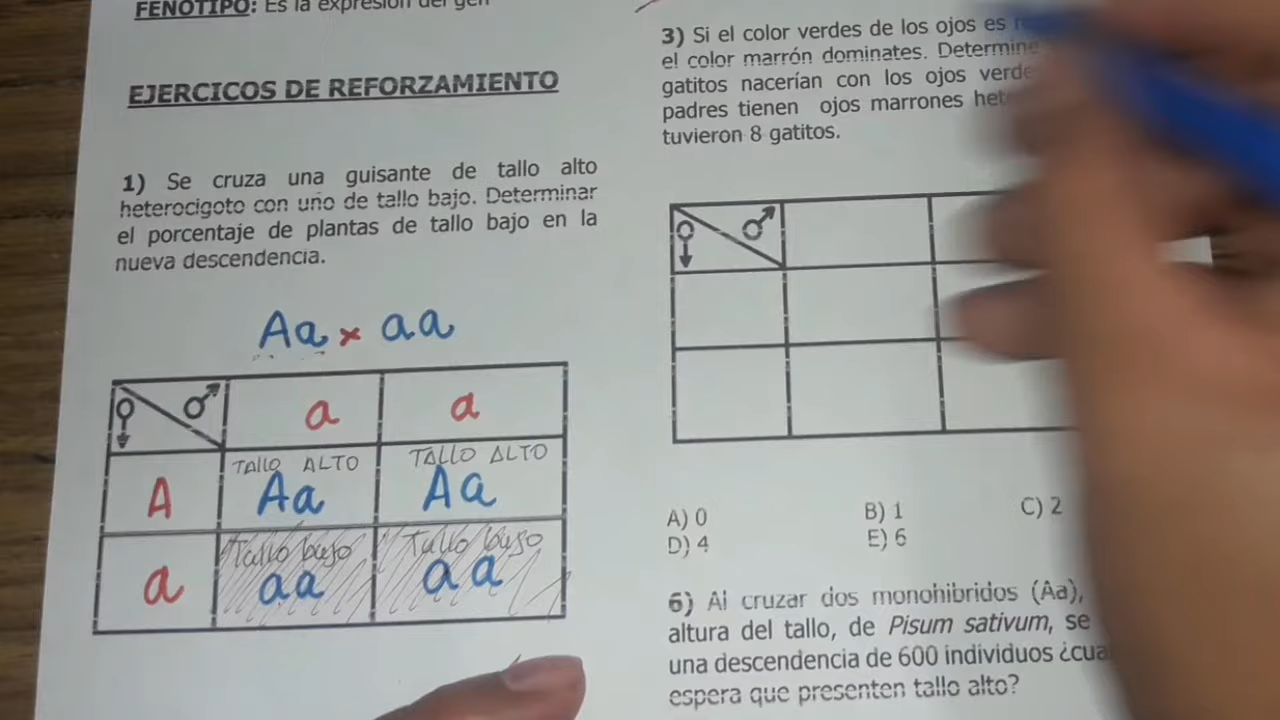 FENOTIPO: Es la expresión del gen
EJERCICOS DE REFORZAMIENTO
1) Se cruza una guisante de tallo alto
heterocigoto con uno de tallo bajo. Determinar
el porcentaje de plantas de tallo bajo en la
nueva descendencia.
Aa × aa
a a
TALLO ALTO TALLO ALTO
A Aa Aa
Tallo bajo Tallo bajo
a aa aa
3) Si el color verdes de los ojos es
el color marrón dominates. Determine
gatitos nacerían con los ojos verde
padres tienen ojos marrones het
tuvieron 8 gatitos.
A) 0 B) 1 C) 2
D) 4 E) 6
6) Al cruzar dos monohibridos (Aa),
altura del tallo, de Pisum sativum, se
una descendencia de 600 individuos ¿cua
espera que presenten tallo alto?